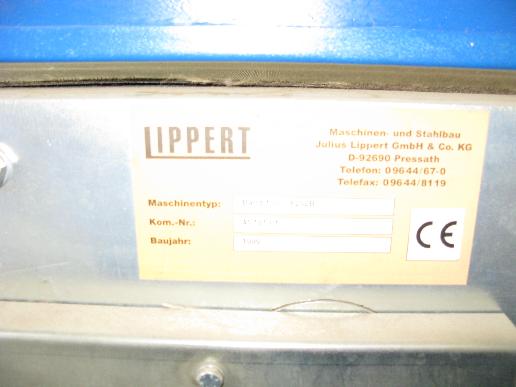 LIPPERT
Maschinen- und Stahlbau
Julius Lippert GmbH & Co. KG
D-92690 Pressath
Telefon: 09644/67-0
Telefax: 09644/8119
Maschinentyp:
Kom.-Nr.:
Baujahr:
CE